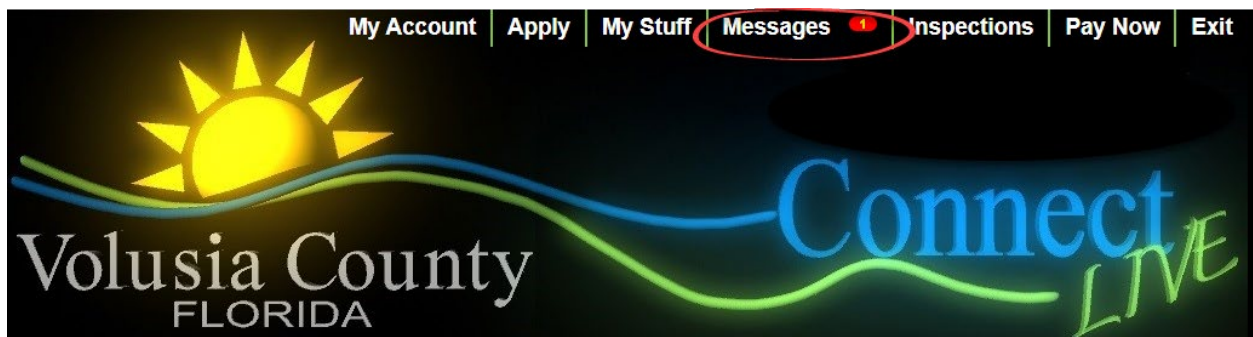 My Account Apply My Stuff Messages 1 Inspections Pay Now Exit
Connect
LIVE
Volusia County
FLORIDA